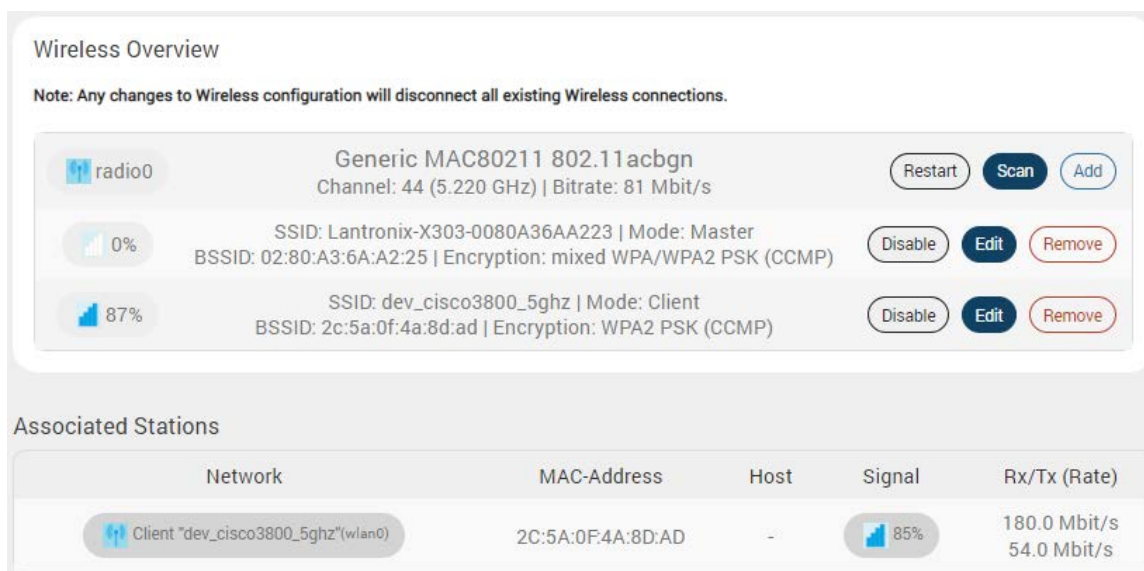 Wireless Overview
Note: Any changes to Wireless configuration will disconnect all existing Wireless connections.
radio0
Generic MAC80211 802.11acbgn
Channel: 44 (5.220 GHz) | Bitrate: 81 Mbit/s
Restart Scan Add
0%
SSID: Lantronix-X303-0080A36AA223 | Mode: Master
BSSID: 02:80:A3:6A:A2:25 | Encryption: mixed WPA/WPA2 PSK (CCMP)
Disable Edit Remove
87%
SSID: dev_cisco3800_5ghz | Mode: Client
BSSID: 2c:5a:0f:4a:8d:ad | Encryption: WPA2 PSK (CCMP)
Disable Edit Remove
Associated Stations
Network MAC-Address Host Signal Rx/Tx (Rate)
Client "dev_cisco3800_5ghz"(wlan0) 2C:5A:0F:4A:8D:AD - 85% 180.0 Mbit/s
54.0 Mbit/s